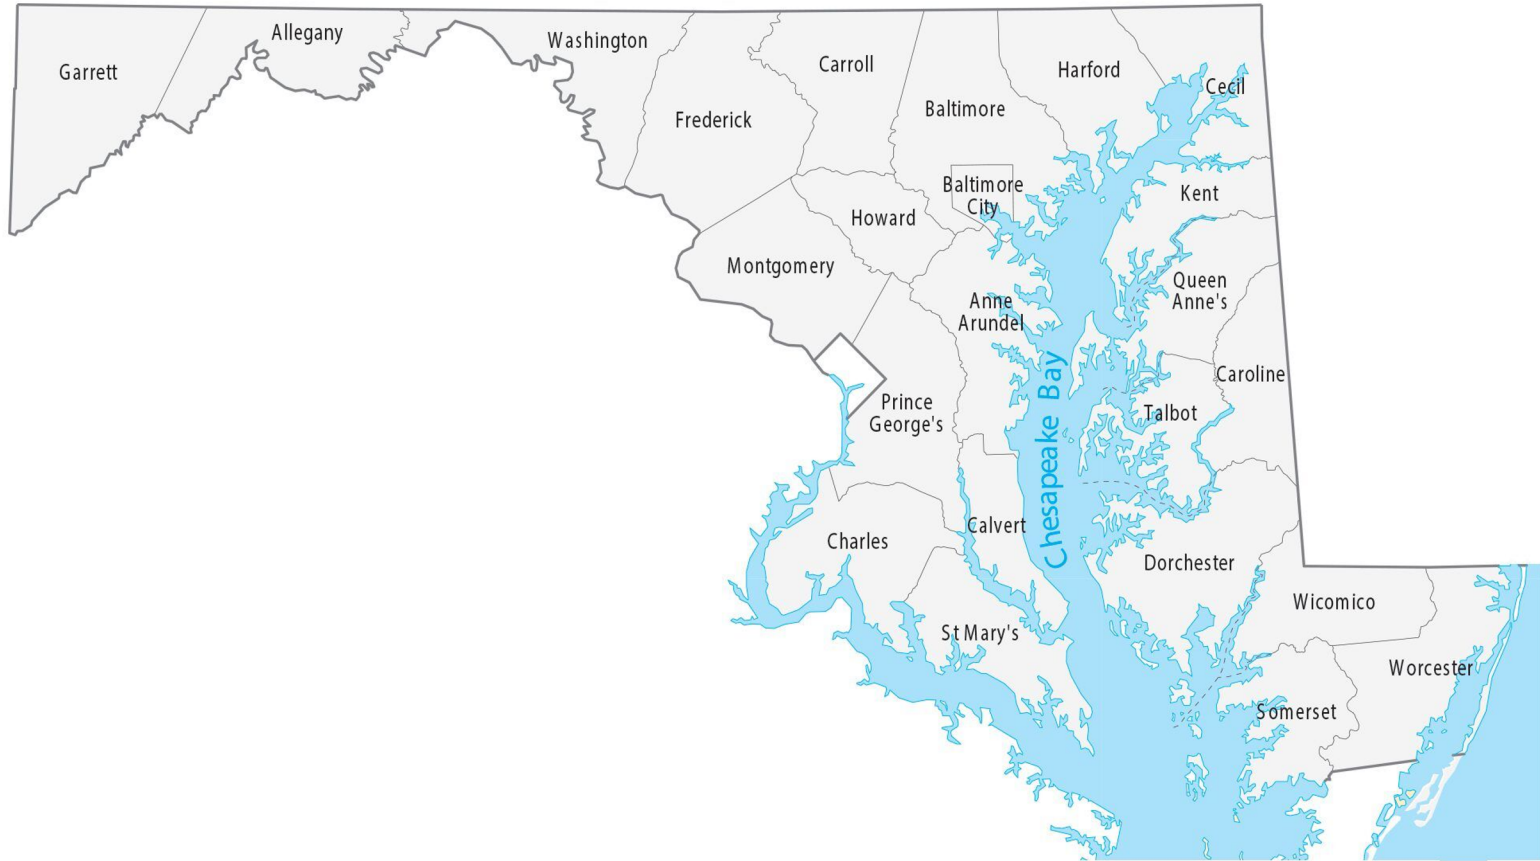 Garrett
Allegany
Washington
Frederick
Carroll
Baltimore
Harford
Cecil
Baltimore
City
Kent
Howard
Montgomery
Anne
Arundel
Queen
Anne's
Caroline
Talbot
Prince
George's
Chesapeake Bay
Calvert
Charles
Dorchester
St Mary's
Wicomico
Worcester
Somerset